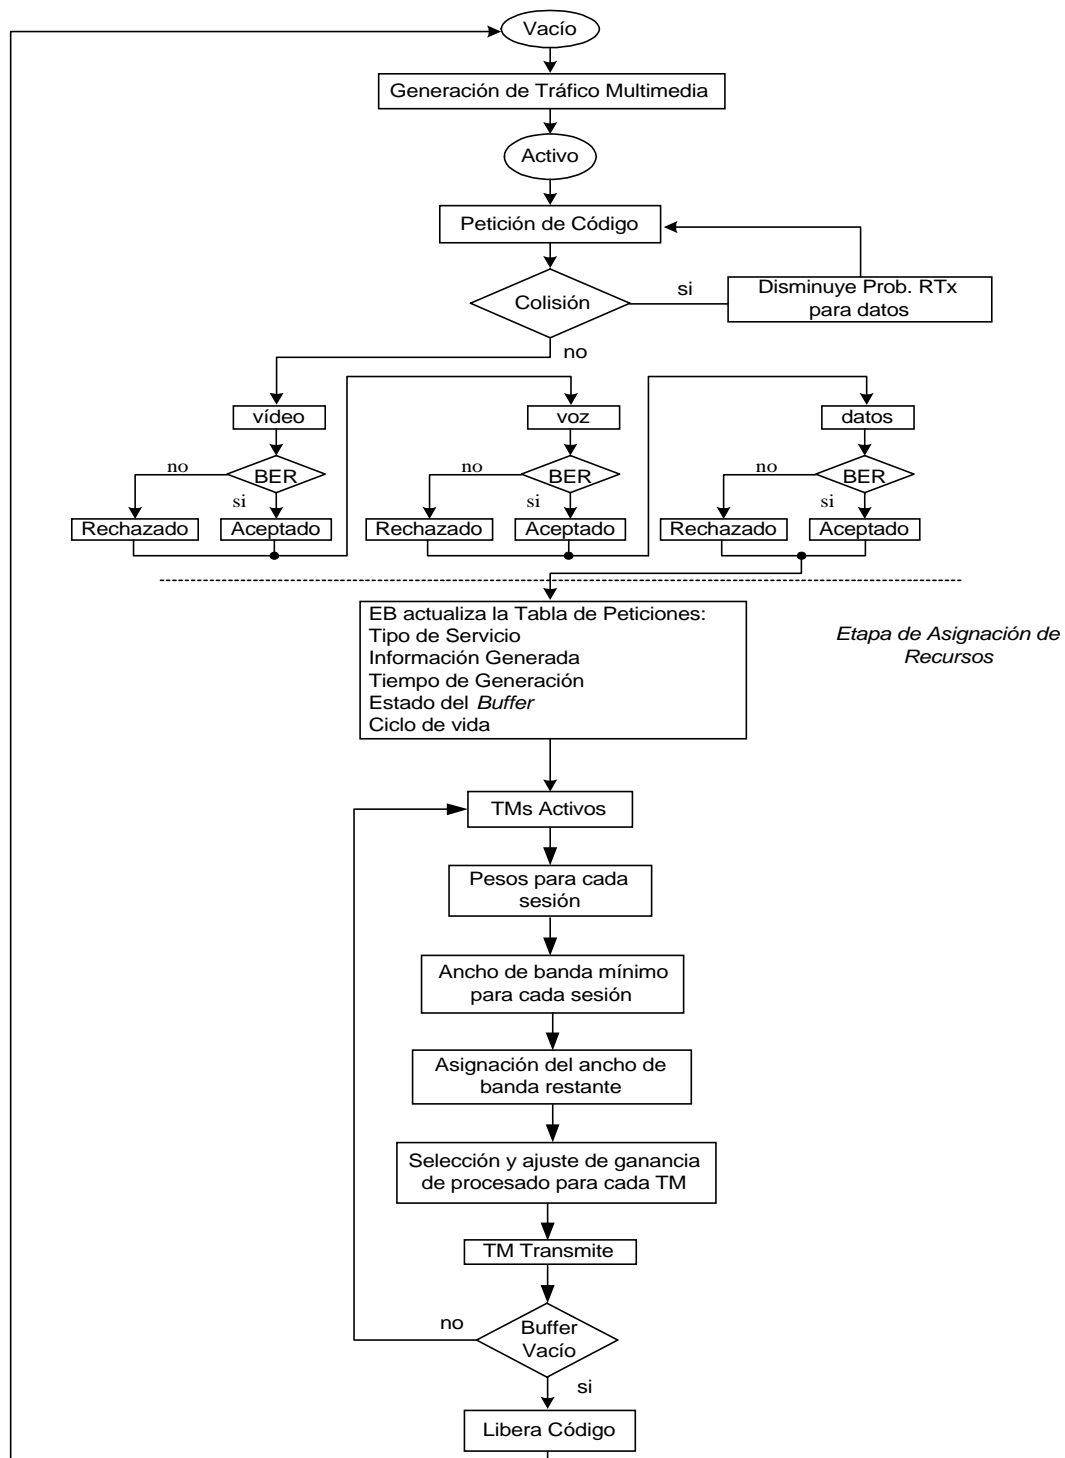 Vacío
Generación de Tráfico Multimedia
Activo
Petición de Código
Colisión
si
Disminuye Prob. RTx
para datos
no
vídeo
voz
datos
no
BER
no
BER
no
BER
si
si
si
Rechazado
Aceptado
Rechazado
Aceptado
Rechazado
Aceptado
EB actualiza la Tabla de Peticiones:
Tipo de Servicio
Información Generada
Tiempo de Generación
Estado del Buffer
Ciclo de vida
Etapa de Asignación de
Recursos
TMs Activos
Pesos para cada
sesión
Ancho de banda mínimo
para cada sesión
Asignación del ancho de
banda restante
Selección y ajuste de ganancia
de procesado para cada TM
TM Transmite
no
Buffer
Vacío
si
Libera Código